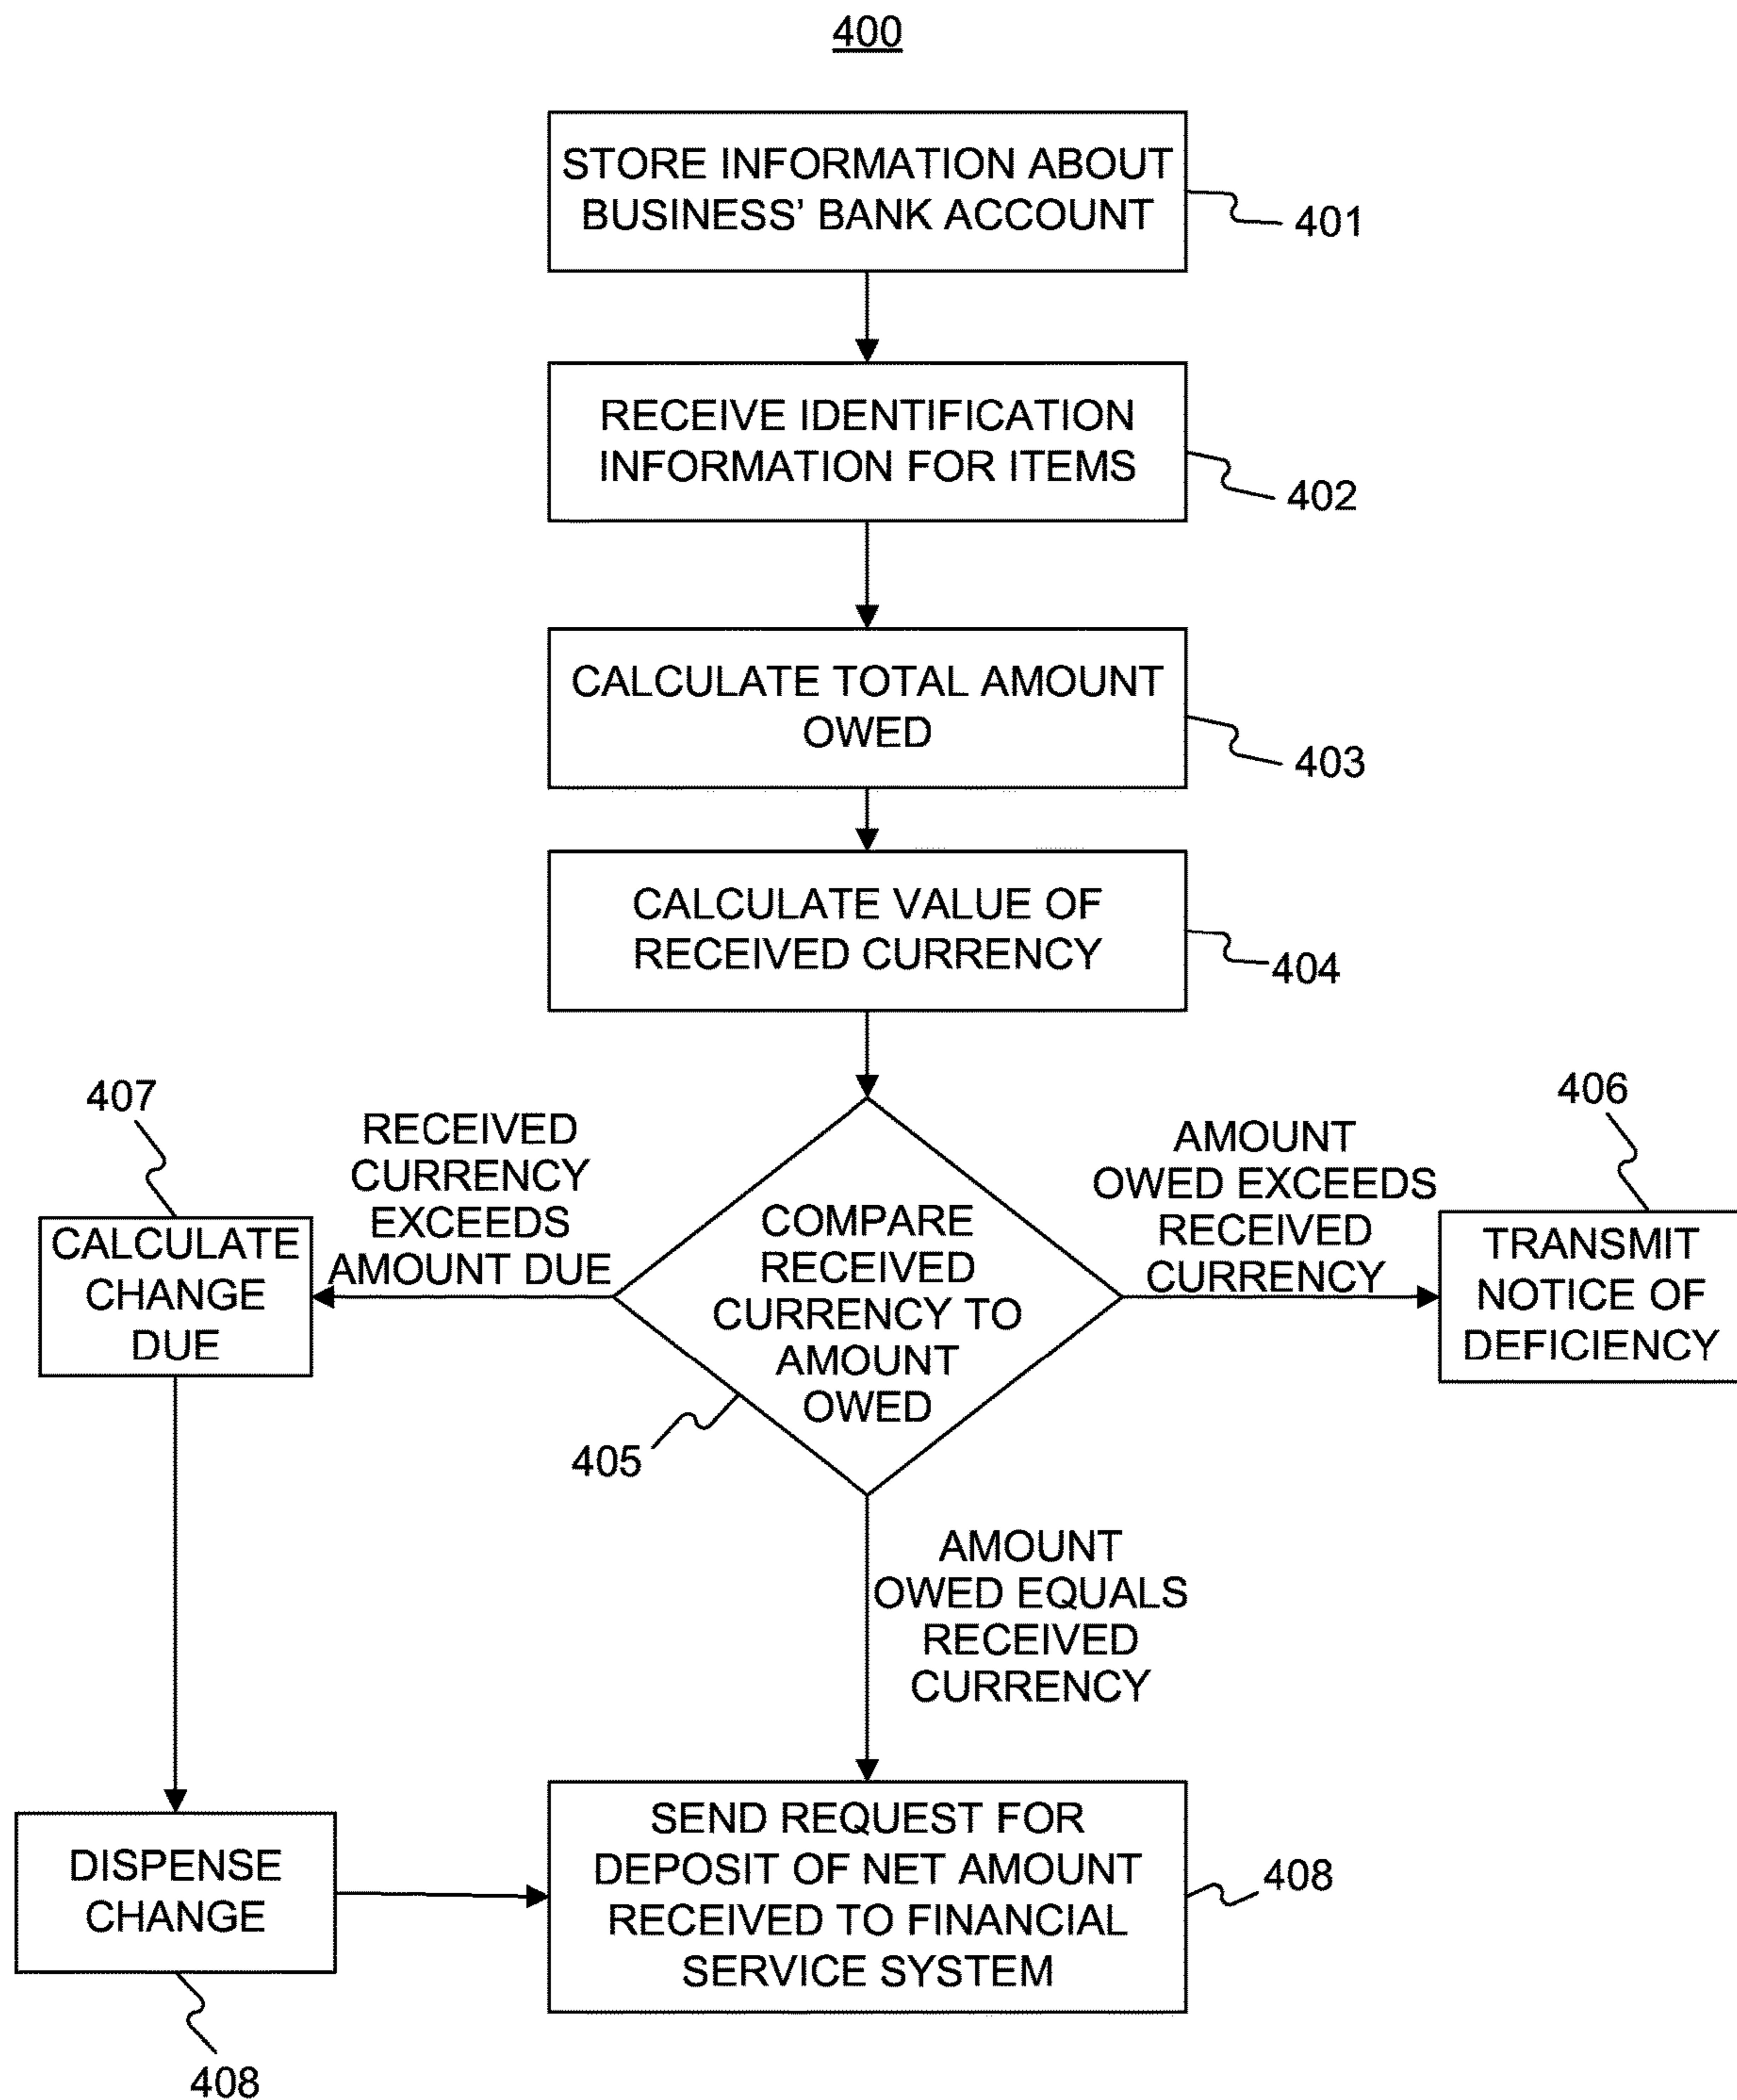 400
STORE INFORMATION ABOUT
BUSINESS’ BANK ACCOUNT
401
RECEIVE IDENTIFICATION
INFORMATION FOR ITEMS
402
CALCULATE TOTAL AMOUNT
OWED
403
CALCULATE VALUE OF
RECEIVED CURRENCY
404
407
RECEIVED
CURRENCY
EXCEEDS
AMOUNT DUE
CALCULATE
CHANGE
DUE
COMPARE
RECEIVED
CURRENCY TO
AMOUNT
OWED
405
AMOUNT
OWED EXCEEDS
RECEIVED
CURRENCY
406
TRANSMIT
NOTICE OF
DEFICIENCY
AMOUNT
OWED EQUALS
RECEIVED
CURRENCY
DISPENSE
CHANGE
408
SEND REQUEST FOR
DEPOSIT OF NET AMOUNT
RECEIVED TO FINANCIAL
SERVICE SYSTEM
408